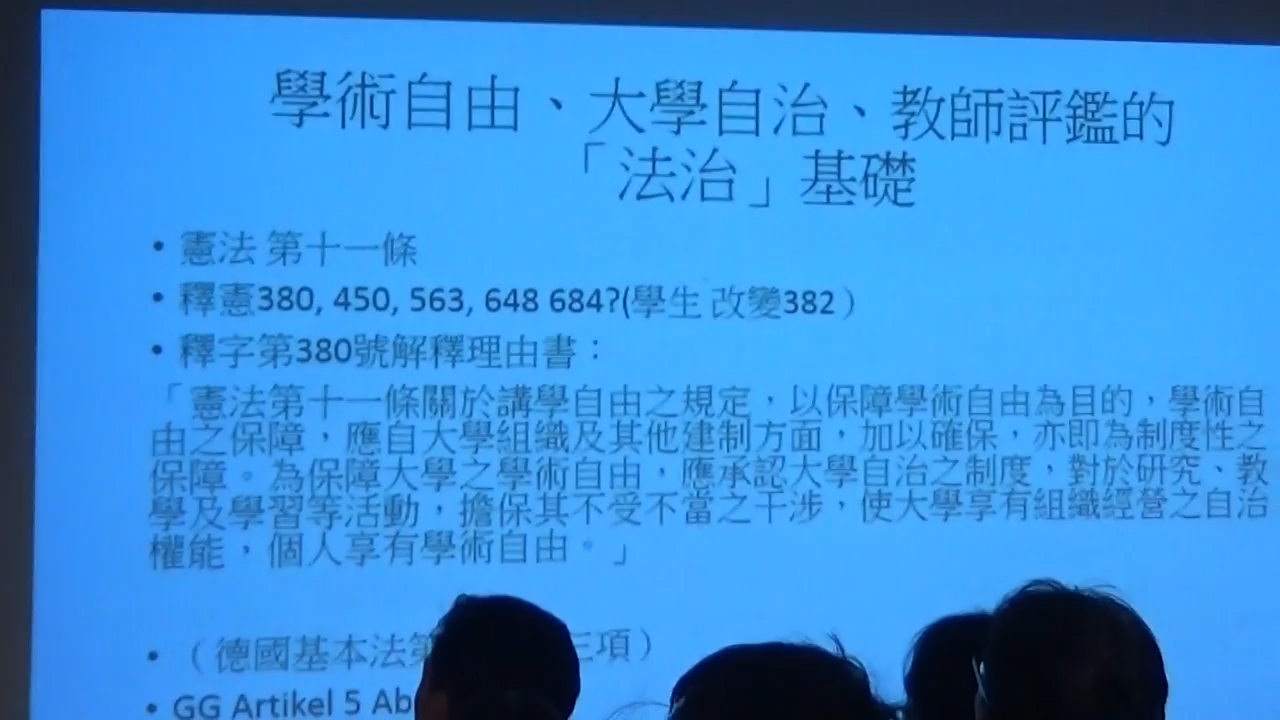 學術自由、大學自治、教師評鑑的
「法治」基礎
• 憲法 第十一條
• 釋憲380, 450, 563, 648 684?(學生 改變382）
• 釋字第380號解釋理由書：
「憲法第十一條關於講學自由之規定，以保障學術自由為目的，學術自
由之保障，應自大學組織及其他建制方面，加以確保，亦即為制度性之
保障。為保障大學之學術自由，應承認大學自治之制度，對於研究、教
學及學習等活動，擔保其不受不當之干涉，使大學享有組織經營之自治
權能，個人享有學術自由。」
• （德國基本法第 三項）
• GG Artikel 5 Ab